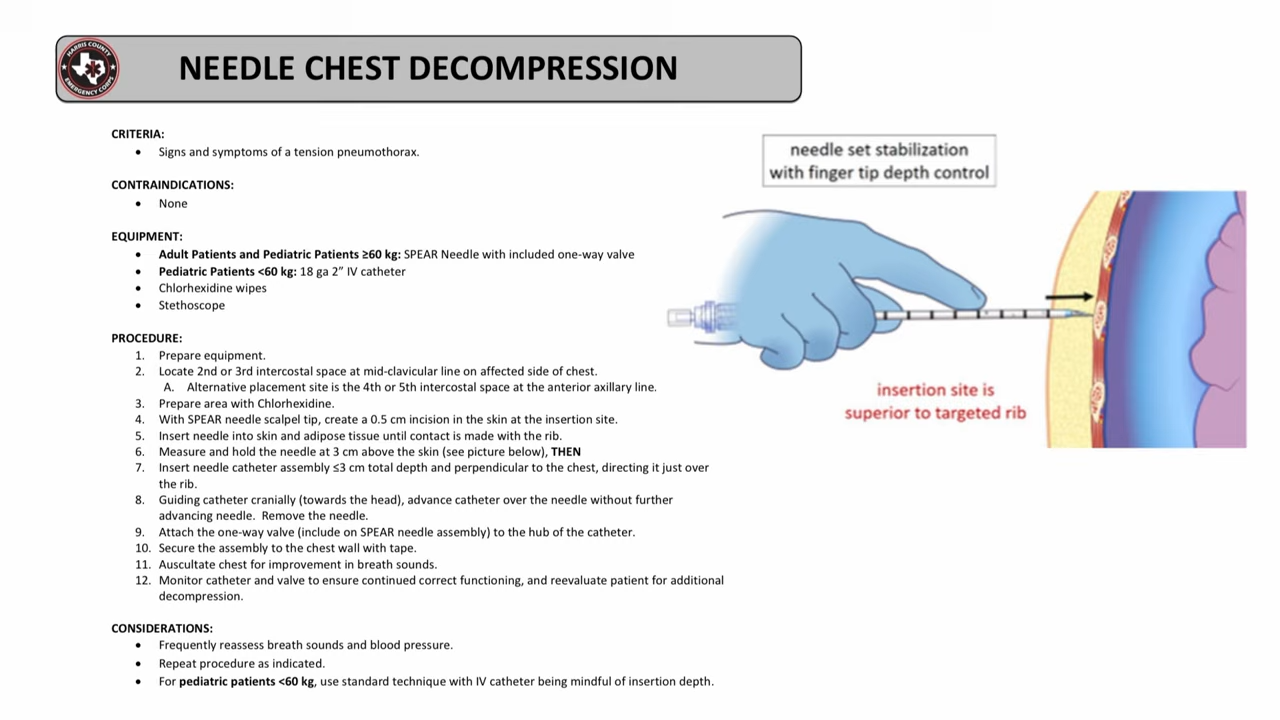 HARRIS COUNTY
EMERGENCY CORPS
NEEDLE CHEST DECOMPRESSION
CRITERIA:
• Signs and symptoms of a tension pneumothorax.
CONTRAINDICATIONS:
• None
EQUIPMENT:
• Adult Patients and Pediatric Patients ≥60 kg: SPEAR Needle with included one-way valve
• Pediatric Patients <60 kg: 18 ga 2” IV catheter
• Chlorhexidine wipes
• Stethoscope
PROCEDURE:
1. Prepare equipment.
2. Locate 2nd or 3rd intercostal space at mid-clavicular line on affected side of chest.
A. Alternative placement site is the 4th or 5th intercostal space at the anterior axillary line.
3. Prepare area with Chlorhexidine.
4. With SPEAR needle scalpel tip, create a 0.5 cm incision in the skin at the insertion site.
5. Insert needle into skin and adipose tissue until contact is made with the rib.
6. Measure and hold the needle at 3 cm above the skin (see picture below), THEN
7. Insert needle catheter assembly ≤3 cm total depth and perpendicular to the chest, directing it just over
the rib.
8. Guiding catheter cranially (towards the head), advance catheter over the needle without further
advancing needle. Remove the needle.
9. Attach the one-way valve (include on SPEAR needle assembly) to the hub of the catheter.
10. Secure the assembly to the chest wall with tape.
11. Auscultate chest for improvement in breath sounds.
12. Monitor catheter and valve to ensure continued correct functioning, and reevaluate patient for additional
decompression.
CONSIDERATIONS:
• Frequently reassess breath sounds and blood pressure.
• Repeat procedure as indicated.
• For pediatric patients <60 kg, use standard technique with IV catheter being mindful of insertion depth.
needle set stabilization
with finger tip depth control
insertion site is
superior to targeted rib